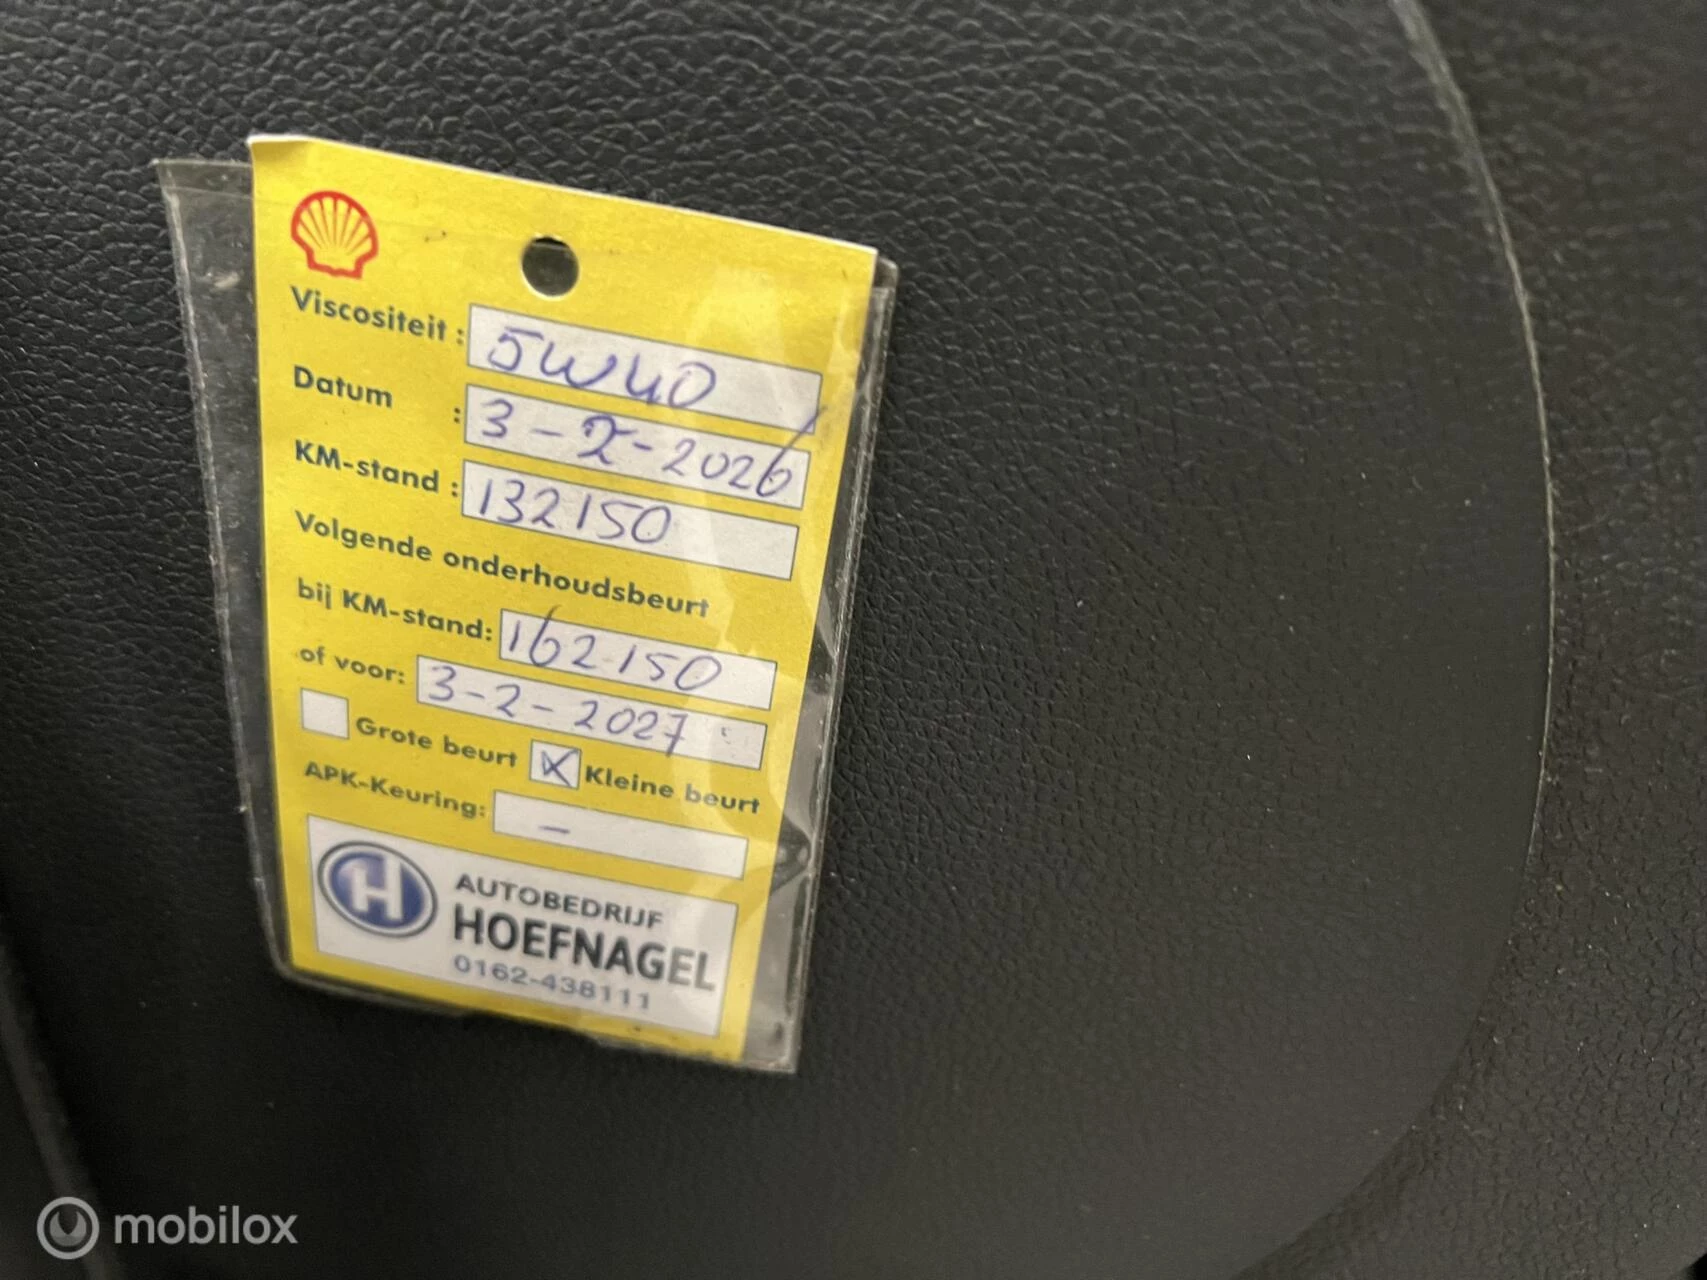 Viscositeit : 5W40
Datum : 3-2-2026
KM-stand : 132150
Volgende onderhoudsbeurt
bij KM-stand: 162150
of voor: 3-2-2027
Grote beurt X Kleine beurt
APK-Keuring: -
H
AUTOBEDRIJF
HOEFNAGEL
0162-438111
mobilox